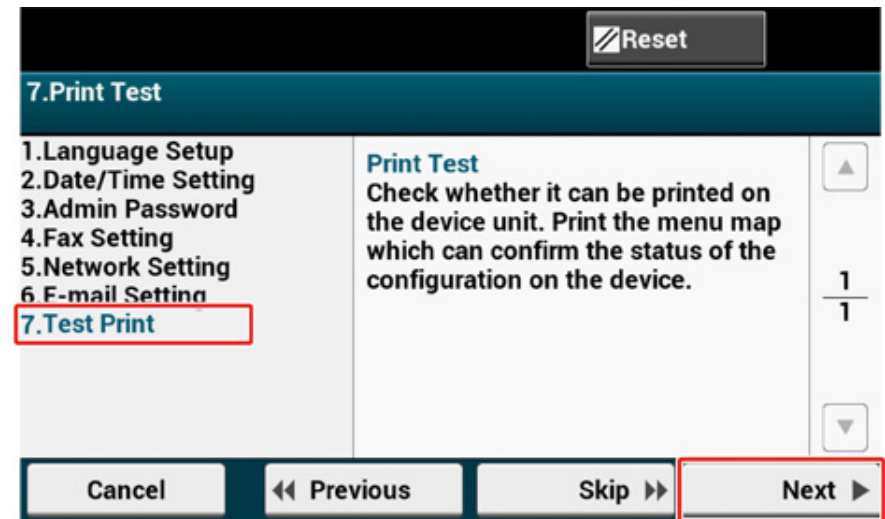 Reset
7.Print Test
1.Language Setup
2.Date/Time Setting
3.Admin Password
4.Fax Setting
5.Network Setting
6.E-mail Setting
7.Test Print
Print Test
Check whether it can be printed on
the device unit. Print the menu map
which can confirm the status of the
configuration on the device.
1
1
Cancel
Previous
Skip
Next